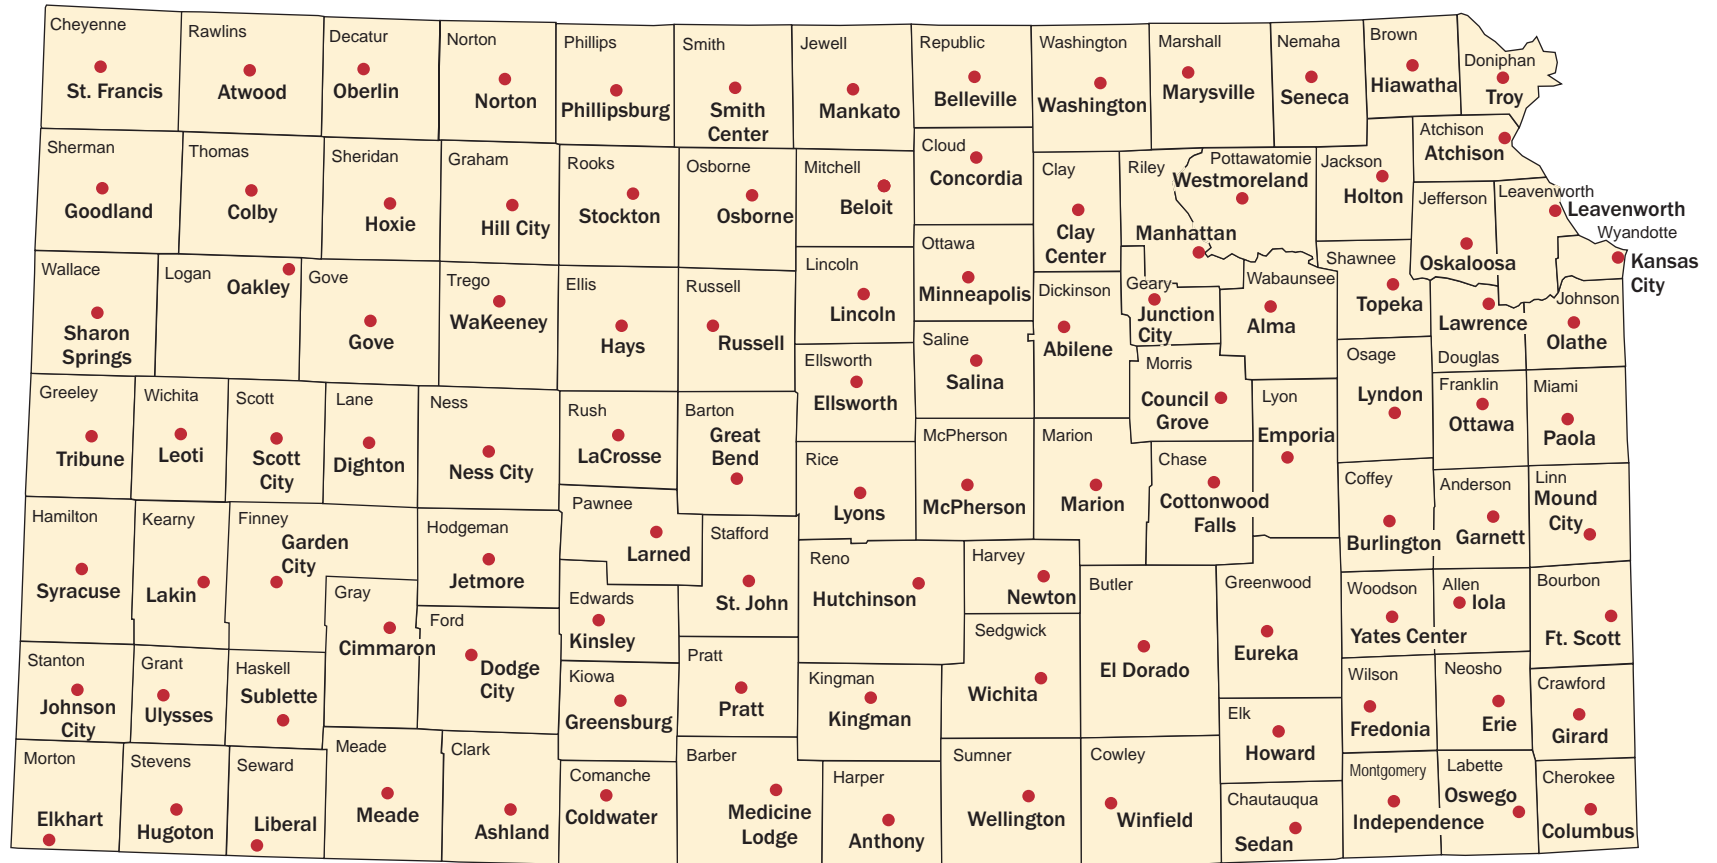 Cheyenne
St. Francis
Rawlins
Atwood
Decatur
Oberlin
Norton
Norton
Phillips
Phillipsburg
Smith
Smith
Center
Jewell
Mankato
Republic
Belleville
Washington
Washington
Marshall
Marysville
Nemaha
Seneca
Brown
Hiawatha
Doniphan
Troy
Sherman
Goodland
Thomas
Colby
Sheridan
Hoxie
Graham
Hill City
Rooks
Stockton
Osborne
Osborne
Mitchell
Beloit
Cloud
Concordia
Clay
Clay
Center
Riley
Manhattan
Pottawatomie
Westmoreland
Jackson
Holton
Atchison
Atchison
Jefferson
Oskaloosa
Leavenworth
Leavenworth
Wyandotte
Kansas
City
Wallace
Sharon
Springs
Logan
Oakley
Gove
Gove
Trego
WaKeeney
Ellis
Hays
Russell
Russell
Lincoln
Lincoln
Ottawa
Minneapolis
Dickinson
Abilene
Geary
Junction
City
Wabaunsee
Alma
Shawnee
Topeka
Lawrence
Douglas
Johnson
Olathe
Ellsworth
Ellsworth
Saline
Salina
Morris
Council
Grove
Lyon
Emporia
Osage
Lyndon
Franklin
Ottawa
Miami
Paola
Greeley
Tribune
Wichita
Leoti
Scott
Scott
City
Lane
Dighton
Ness
Ness City
Rush
LaCrosse
Barton
Great
Bend
Rice
Lyons
McPherson
McPherson
Marion
Marion
Chase
Cottonwood
Falls
Coffey
Burlington
Anderson
Garnett
Linn
Mound
City
Hamilton
Syracuse
Kearny
Lakin
Finney
Garden
City
Hodgeman
Jetmore
Pawnee
Larned
Stafford
St. John
Reno
Hutchinson
Harvey
Newton
Butler
El Dorado
Greenwood
Eureka
Woodson
Yates Center
Allen
Iola
Bourbon
Ft. Scott
Gray
Cimmaron
Ford
Dodge
City
Edwards
Kinsley
Sedgwick
Wichita
Stanton
Johnson
City
Grant
Ulysses
Haskell
Sublette
Kiowa
Greensburg
Pratt
Pratt
Kingman
Kingman
Elk
Howard
Wilson
Fredonia
Neosho
Erie
Crawford
Girard
Morton
Elkhart
Stevens
Hugoton
Seward
Liberal
Meade
Meade
Clark
Ashland
Comanche
Coldwater
Barber
Medicine
Lodge
Harper
Anthony
Sumner
Wellington
Cowley
Winfield
Chautauqua
Sedan
Montgomery
Independence
Labette
Oswego
Cherokee
Columbus